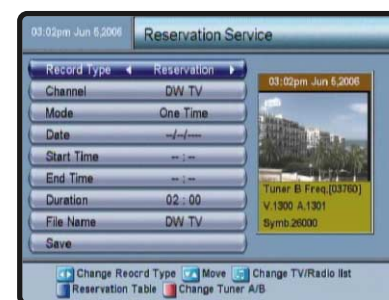 03:02pm Jun 6,2006 Reservation Service
Record Type Reservation
Channel DW TV
Mode One Time
Date --/--/----
Start Time -- : --
End Time -- : --
Duration 02 : 00
File Name DW TV
Save
03:02pm Jun 6,2006
Tuner B Freq.[03760]
V.1300 A.1301
Symb.26000
Change Reocrd Type Move Change TV/Radio list
Reservation Table Change Tuner A/B